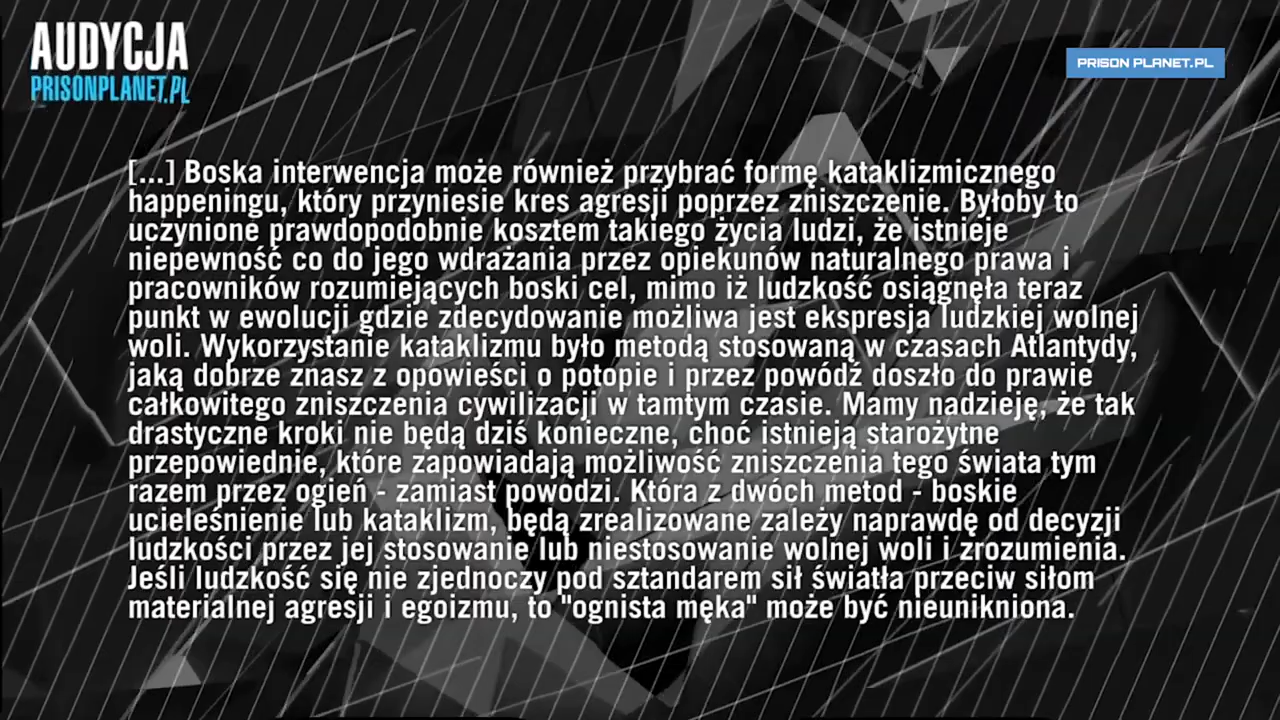 AUDYCJA
PRISONPLANET.PL
PRISON PLANET.PL
[...] Boska interwencja może również przybrać formę kataklizmicznego
happeningu, który przyniesie kres agresji poprzez zniszczenie. Byłoby to
uczynione prawdopodobnie kosztem takiego życia ludzi, że istnieje
niepewność co do jego wdrażania przez opiekunów naturalnego prawa i
pracowników rozumiejących boski cel, mimo iż ludzkość osiągnęła teraz
punkt w ewolucji gdzie zdecydowanie możliwa jest ekspresja ludzkiej wolnej
woli. Wykorzystanie kataklizmu było metodą stosowaną w czasach Atlantydy,
jaką dobrze znasz z opowieści o potopie i przez powódź doszło do prawie
całkowitego zniszczenia cywilizacji w tamtym czasie. Mamy nadzieję, że tak
drastyczne kroki nie będą dziś konieczne, choć istnieją starożytne
przepowiednie, które zapowiadają możliwość zniszczenia tego świata tym
razem przez ogień - zamiast powodzi. Która z dwóch metod - boskie
ucieleśnienie lub kataklizm, będą zrealizowane zależy naprawdę od decyzji
ludzkości przez jej stosowanie lub niestosowanie wolnej woli i zrozumienia.
Jeśli ludzkość się nie zjednoczy pod sztandarem sił światła przeciw siłom
materialnej agresji i egoizmu, to "ognista męka" może być nieunikniona.